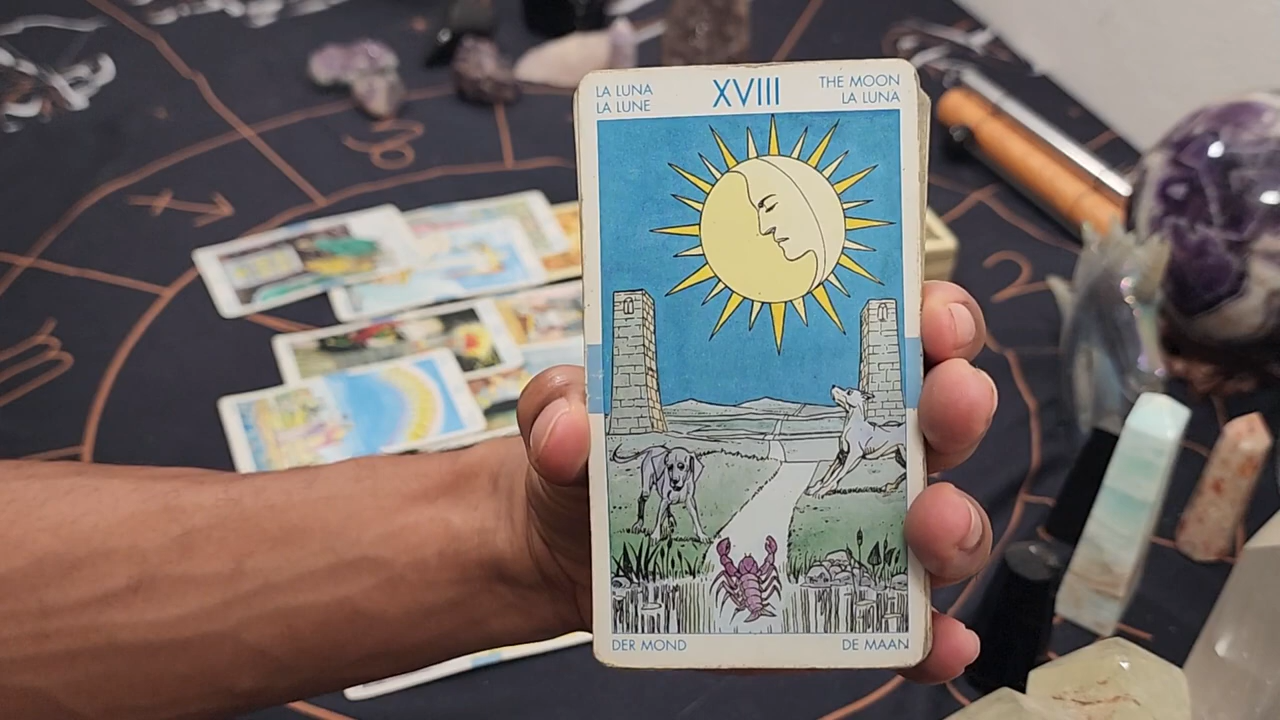 LA LUNA
LA LUNE
XVIII
THE MOON
LA LUNA
DER MOND
DE MAAN